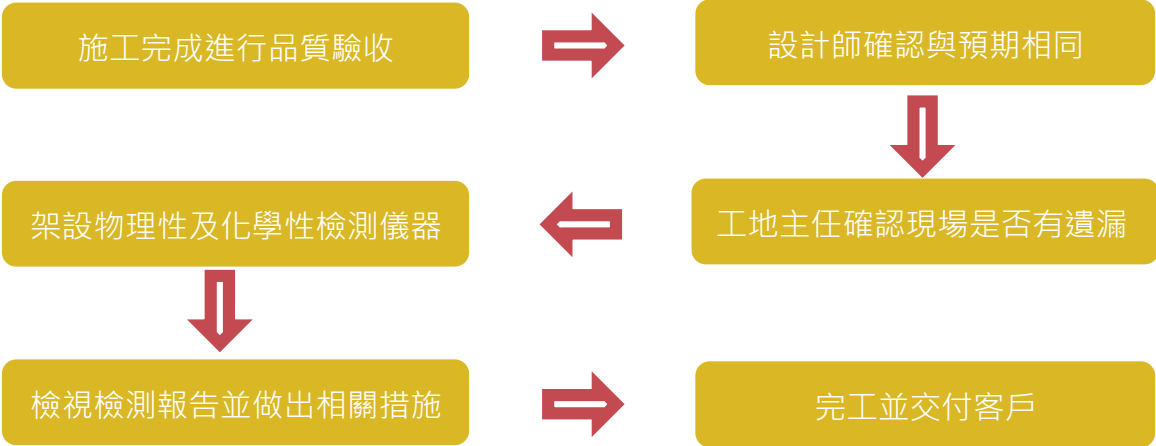 施工完成進行品質驗收
設計師確認與預期相同
工地主任確認現場是否有遺漏
架設物理性及化學性檢測儀器
檢視檢測報告並做出相關措施
完工並交付客戶